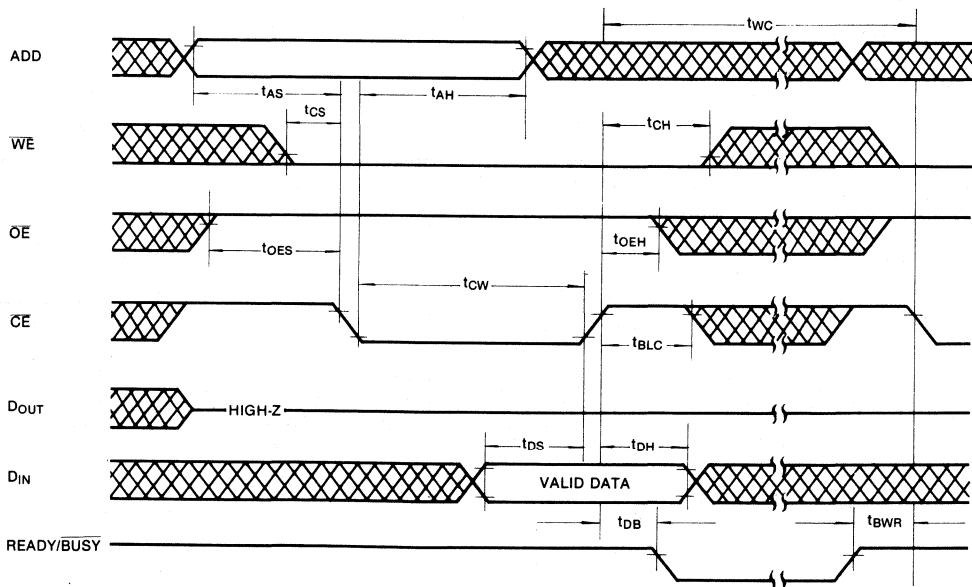 tWC
ADD
tAS
tAH
tCS
tCH
WE
OE
tOES
tOEH
tCW
CE
tBLC
DOUT
HIGH-Z
tDS
tDH
DIN
VALID DATA
tDB
tBWR
READY/BUSY